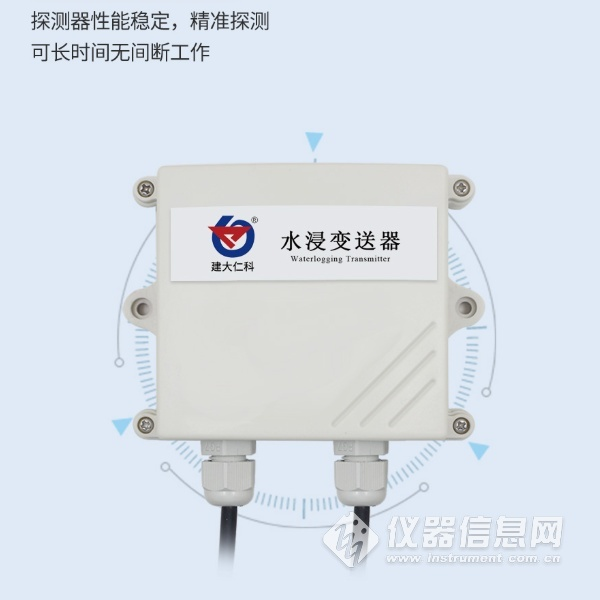 探测器性能稳定，精准探测
可长时间无间断工作
®
水浸变送器
建大仁科
Waterlogging Transmitter
仪器信息网
www.instrument.com.cn